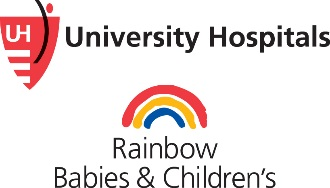 UH University Hospitals
Rainbow
Babies & Children's